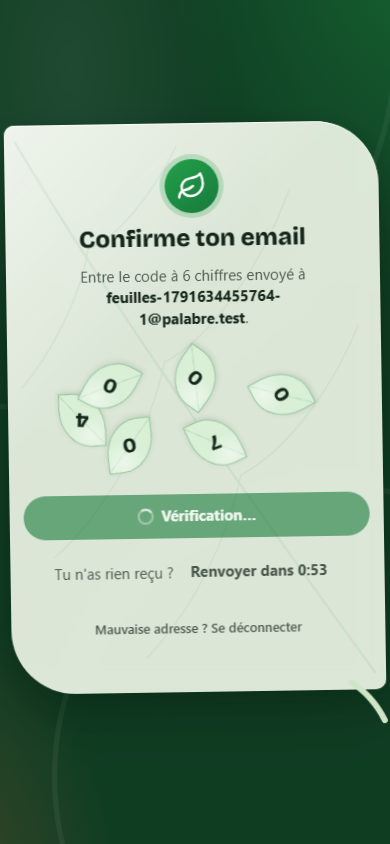 Confirme ton email
Entre le code à 6 chiffres envoyé à
feuilles-1791634455764-
1@palabre.test.
4
0
0
0
7
0
Vérification...
Tu n'as rien reçu ? Renvoyer dans 0:53
Mauvaise adresse ? Se déconnecter